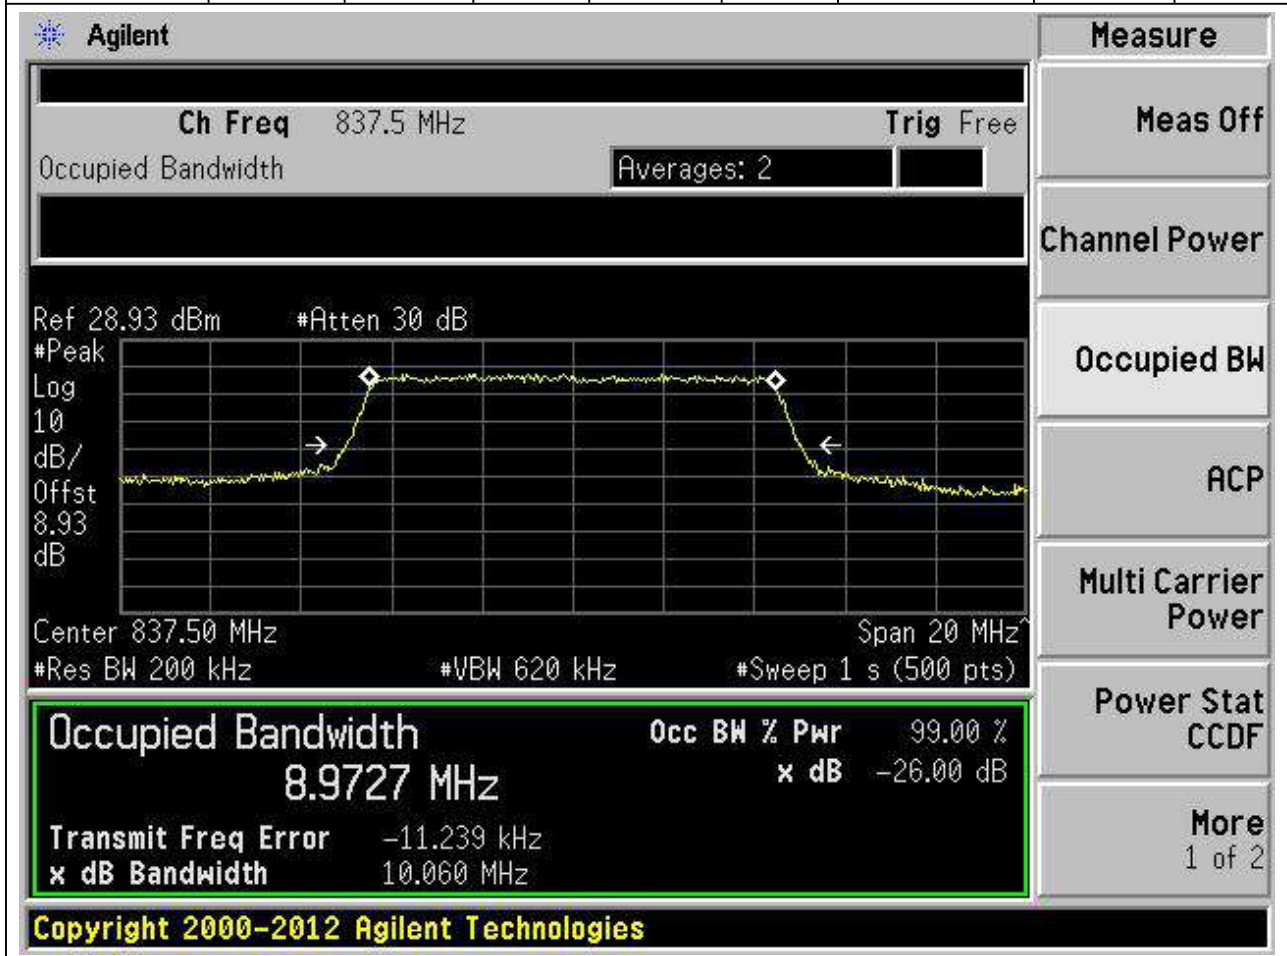 Agilent
Measure
Ch Freq 837.5 MHz Trig Free
Meas Off
Occupied Bandwidth Averages: 2
Channel Power
Ref 28.93 dBm #Atten 30 dB
#Peak
Log
10
dB/
Offst
8.93
dB
Occupied BW
ACP
Multi Carrier
Power
Center 837.50 MHz Span 20 MHz^
#Res BW 200 kHz #VBW 620 kHz #Sweep 1 s (500 pts)
Power Stat
CCDF
Occupied Bandwidth Occ BW % Pwr 99.00 %
8.9727 MHz x dB -26.00 dB
Transmit Freq Error -11.239 kHz
x dB Bandwidth 10.060 MHz
More
1 of 2
Copyright 2000-2012 Agilent Technologies